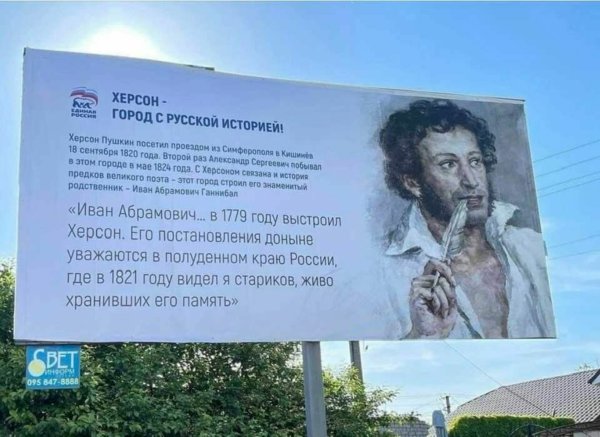 ЕДИНАЯ
РОССИЯ
ХЕРСОН -
ГОРОД С РУССКОЙ ИСТОРИЕЙ!
Херсон Пушкин посетил проездом из Симферополя в Кишинёв
18 сентября 1820 года. Второй раз Александр Сергеевич побывал
в этом городе в мае 1824 года. С Херсоном связана и история
предков великого поэта – этот город строил его знаменитый
родственник – Иван Абрамович Ганнибал
«Иван Абрамович... в 1779 году выстроил
Херсон. Его постановления доныне
уважаются в полуденном краю России,
где в 1821 году видел я стариков, живо
хранивших его память»
СВЕТ
ИНФОРМ
095 847-8888